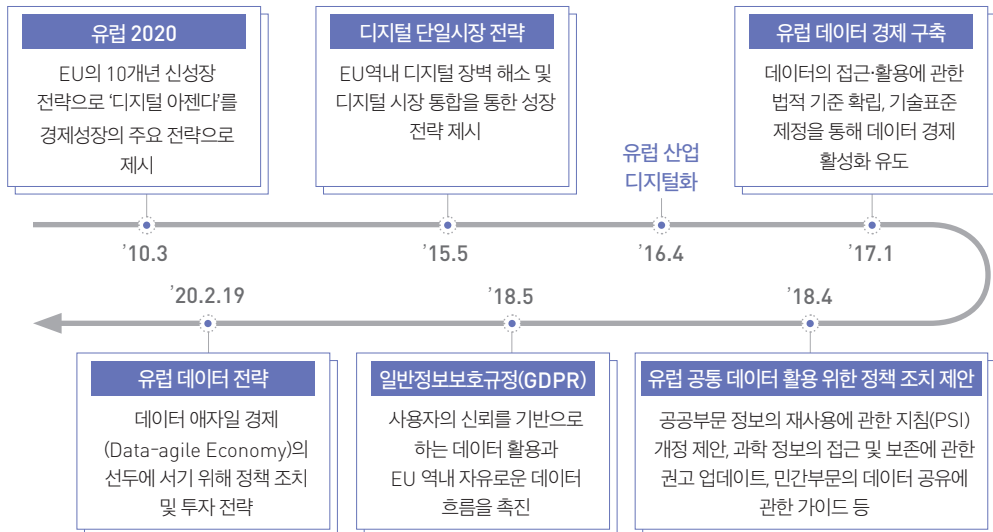 유럽 2020
EU의 10개년 신성장
전략으로 '디지털 아젠다'를
경제성장의 주요 전략으로
제시
'10.3
디지털 단일시장 전략
EU역내 디지털 장벽 해소 및
디지털 시장 통합을 통한 성장
전략 제시
'15.5
유럽 산업
디지털화
'16.4
유럽 데이터 경제 구축
데이터의 접근·활용에 관한
법적 기준 확립, 기술표준
제정을 통해 데이터 경제
활성화 유도
'17.1
'18.4
유럽 공통 데이터 활용 위한 정책 조치 제안
공공부문 정보의 재사용에 관한 지침(PSI)
개정 제안, 과학 정보의 접근 및 보존에 관한
권고 업데이트, 민간부문의 데이터 공유에
관한 가이드 등
'18.5
일반정보보호규정(GDPR)
사용자의 신뢰를 기반으로
하는 데이터 활용과
EU 역내 자유로운 데이터
흐름을 촉진
'20.2.19
유럽 데이터 전략
데이터 애자일 경제
(Data-agile Economy)의
선두에 서기 위해 정책 조치
및 투자 전략